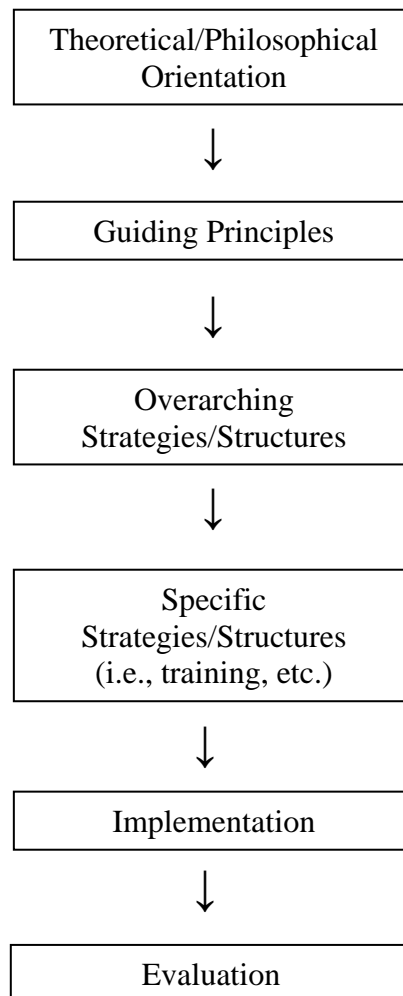 Theoretical/Philosophical
Orientation
↓
Guiding Principles
↓
Overarching
Strategies/Structures
↓
Specific
Strategies/Structures
(i.e., training, etc.)
↓
Implementation
↓
Evaluation